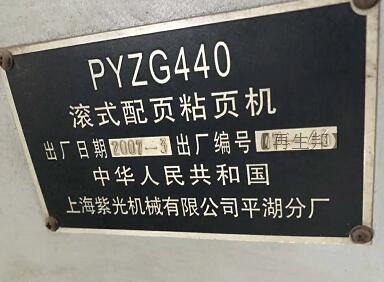 PYZG440
滚式配页粘页机
出厂日期 2007-3 出厂编号 再生邦
中华人民共和国
上海紫光机械有限公司平湖分厂